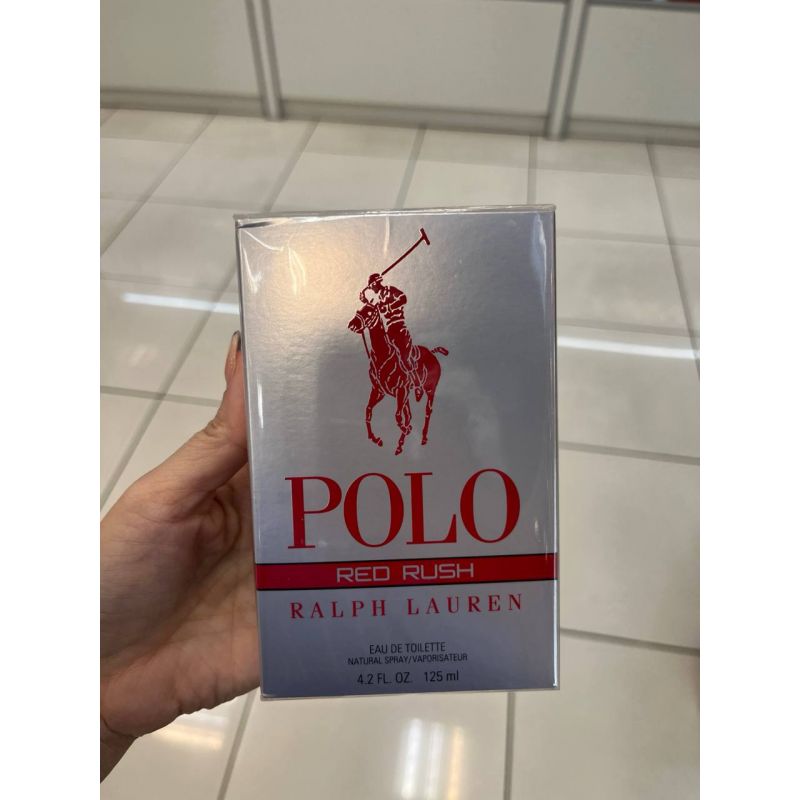 POLO
RED RUSH
RALPH LAUREN
EAU DE TOILETTE
NATURAL SPRAY/VAPORISATEUR
4.2 FL. OZ. 125 ml